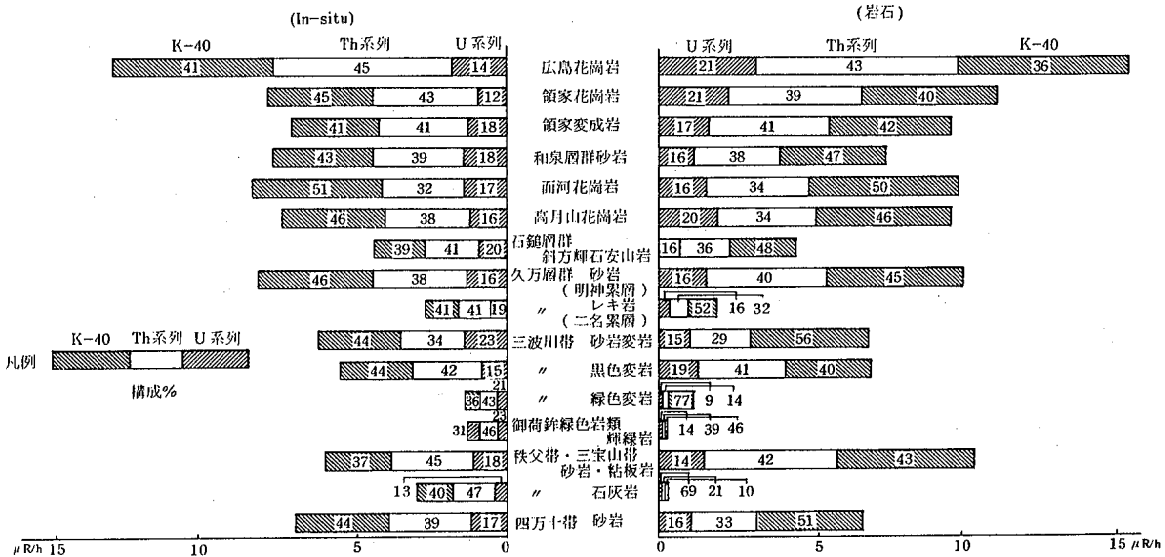 (In-situ) (岩石)
K-40 Th系列 U系列 U系列 Th系列 K-40
41 45 14 広島花崗岩 21 43 36
45 43 12 領家花崗岩 21 39 40
41 41 18 領家変成岩 17 41 42
43 39 18 和泉層群砂岩 16 38 47
51 32 17 面河花崗岩 16 34 50
46 38 16 高月山花崗岩 20 34 46
石鎚層群
39 41 20 斜方輝石安山岩 16 36 48
46 38 16 久万層群 砂岩 16 40 45
(明神累層)
41 41 19 〃 レキ岩 52 16 32
(二名累層)
K-40 Th系列 U系列
44 34 23 三波川帯 砂岩変岩 15 29 56
凡例
44 42 15 〃 黒色変岩 19 41 40
構成%
21
36 43 〃 緑色変岩 77 9 14
23
御荷鉾緑色岩類
31 46 輝緑岩 14 39 46
37 45 18 秩父帯・三宝山帯 14 42 43
砂岩・粘板岩
13 40 47 〃 石灰岩 69 21 10
44 39 17 四万十帯 砂岩 16 33 51
μR/h 15 10 5 0 0 5 10 15 μR/h